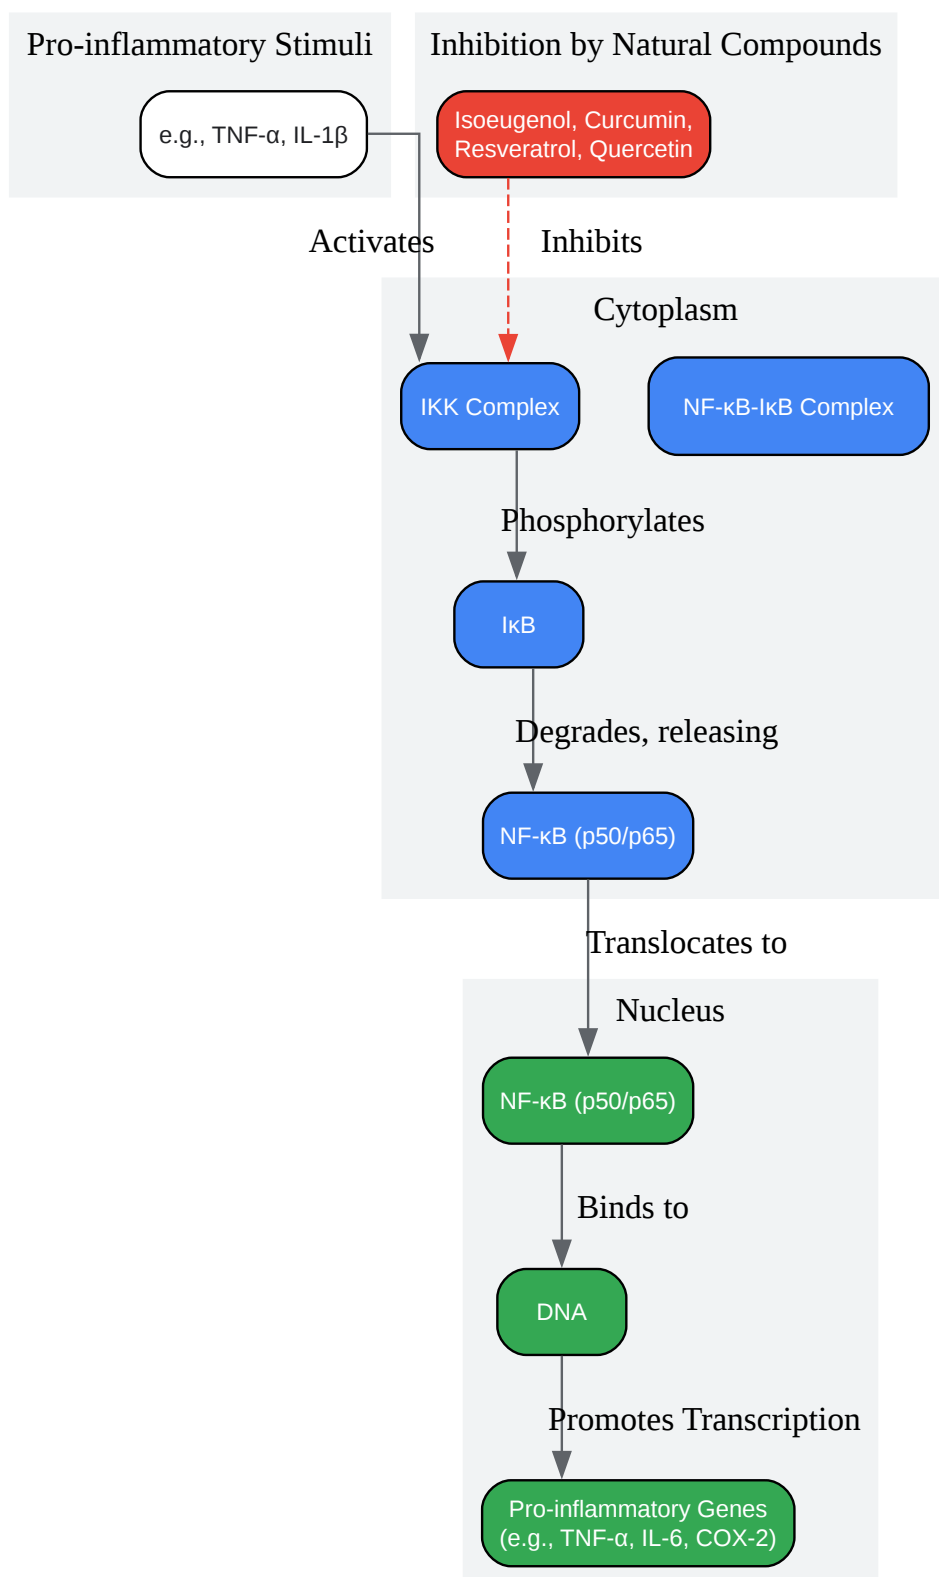 Pro-inflammatory Stimuli
Inhibition by Natural Compounds
e.g., TNF-α, IL-1β
Isoeugenol, Curcumin,
Resveratrol, Quercetin
Activates
Inhibits
Cytoplasm
IKK Complex
NF-κB-IκB Complex
Phosphorylates
IκB
Degrades, releasing
NF-κB (p50/p65)
Translocates to
Nucleus
NF-κB (p50/p65)
Binds to
DNA
Promotes Transcription
Pro-inflammatory Genes
(e.g., TNF-α, IL-6, COX-2)